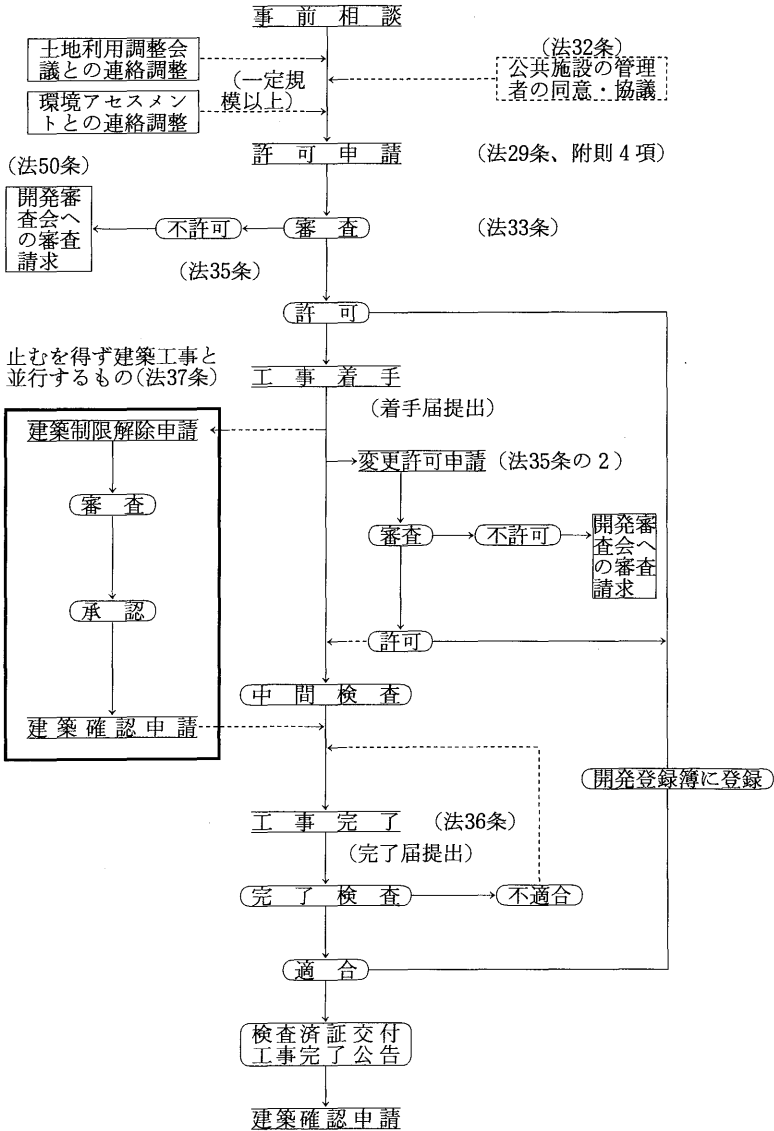 事前相談
土地利用調整会
議との連絡調整
(一定規
模以上)
(法32条)
公共施設の管理
者の同意・協議
環境アセスメン
トとの連絡調整
許可申請
(法29条、附則4項)
(法50条)
開発審
査会へ
の審査
請求
不許可
審査
(法33条)
(法35条)
許可
止むを得ず建築工事と
並行するもの(法37条)
工事着手
(着手届提出)
建築制限解除申請
変更許可申請
(法35条の2)
審査
審査
不許可
開発審
査会へ
の審査
請求
承認
許可
中間検査
建築確認申請
開発登録簿に登録
工事完了
(法36条)
(完了届提出)
完了検査
不適合
適合
検査済証交付
工事完了公告
建築確認申請